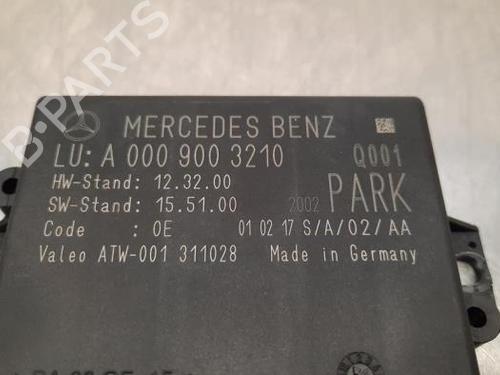 MERCEDES BENZ
LU: A 000 900 3210 Q001
HW-Stand: 12.32.00
SW-Stand: 15.51.00 2002 PARK
Code : 0E 01 02 17 S/A/02/AA
Valeo ATW-001 311028 Made in Germany